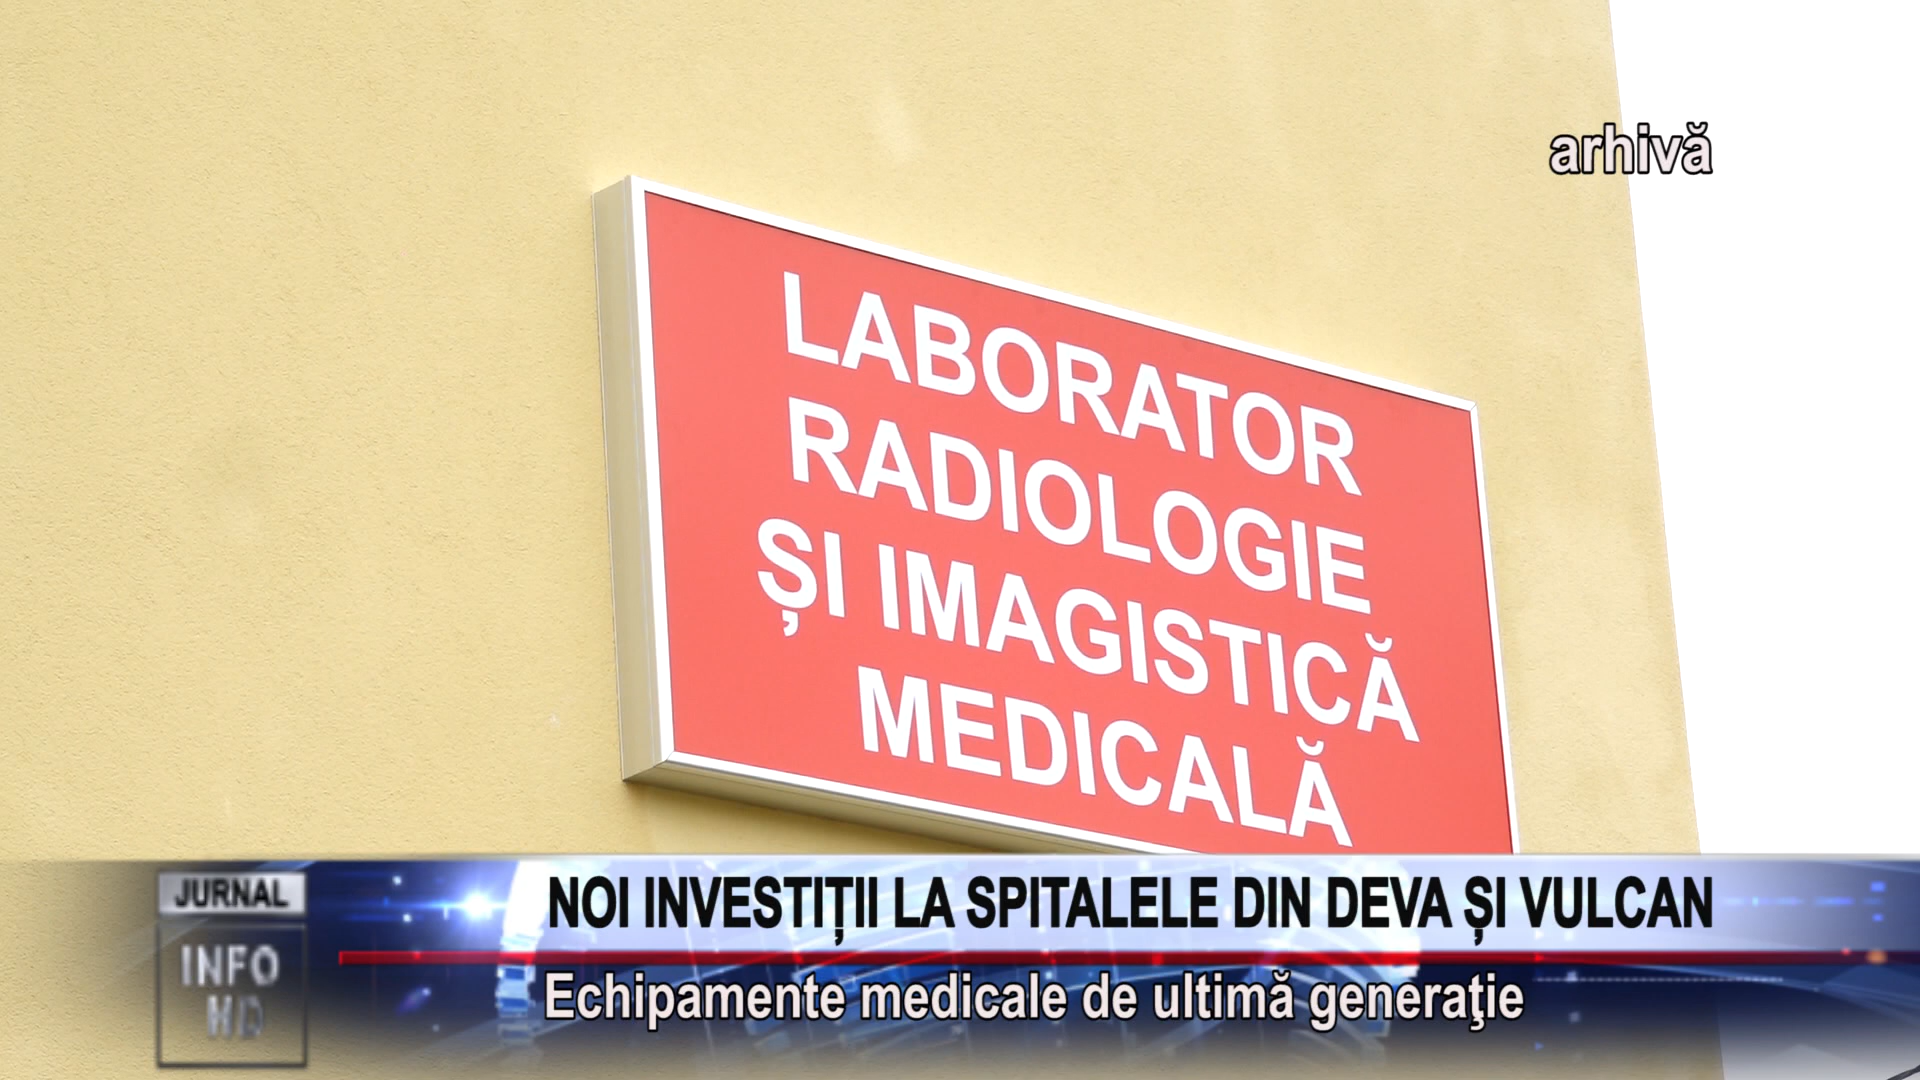 arhivă
LABORATOR
RADIOLOGIE
ȘI IMAGISTICĂ
MEDICALĂ
JURNAL
INFO
HD
NOI INVESTIȚII LA SPITALELE DIN DEVA ȘI VULCAN
Echipamente medicale de ultimă generaţie